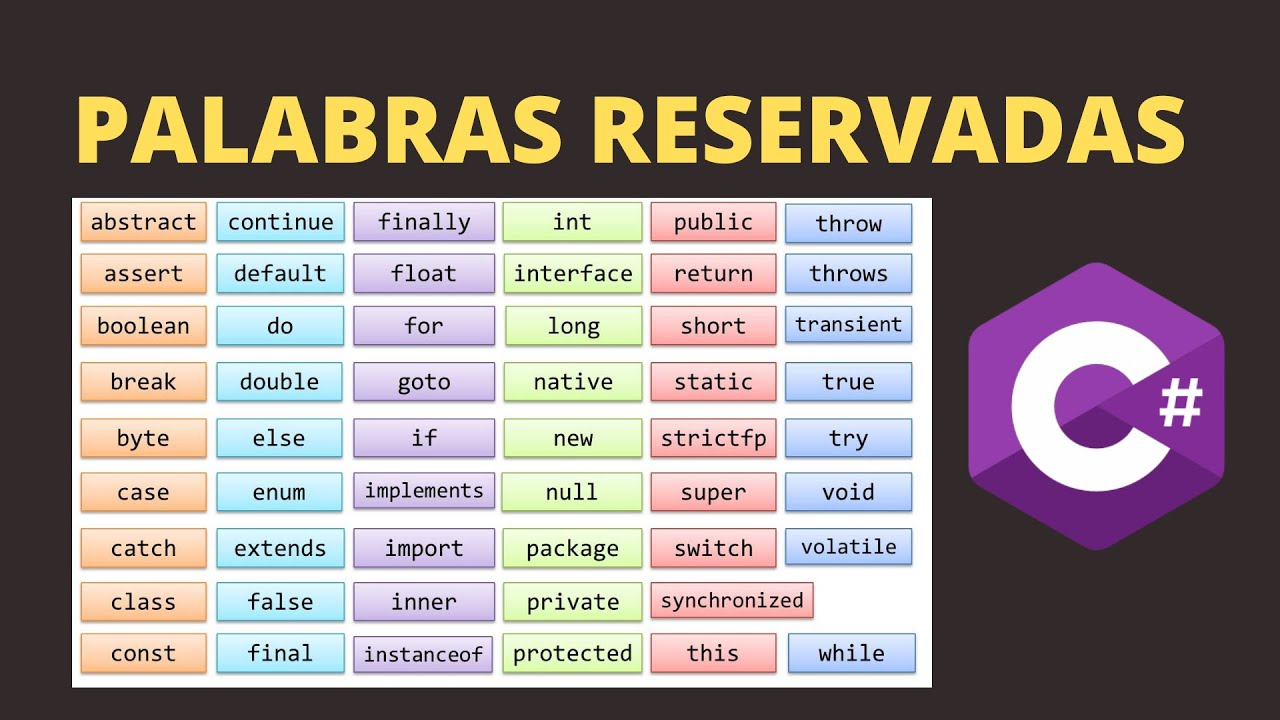 PALABRAS RESERVADAS
abstract continue finally int public throw
assert default float interface return throws
boolean do for long short transient
break double goto native static true
byte else if new strictfp try
case enum implements null super void
catch extends import package switch volatile
class false inner private synchronized
const final instanceof protected this while
C#